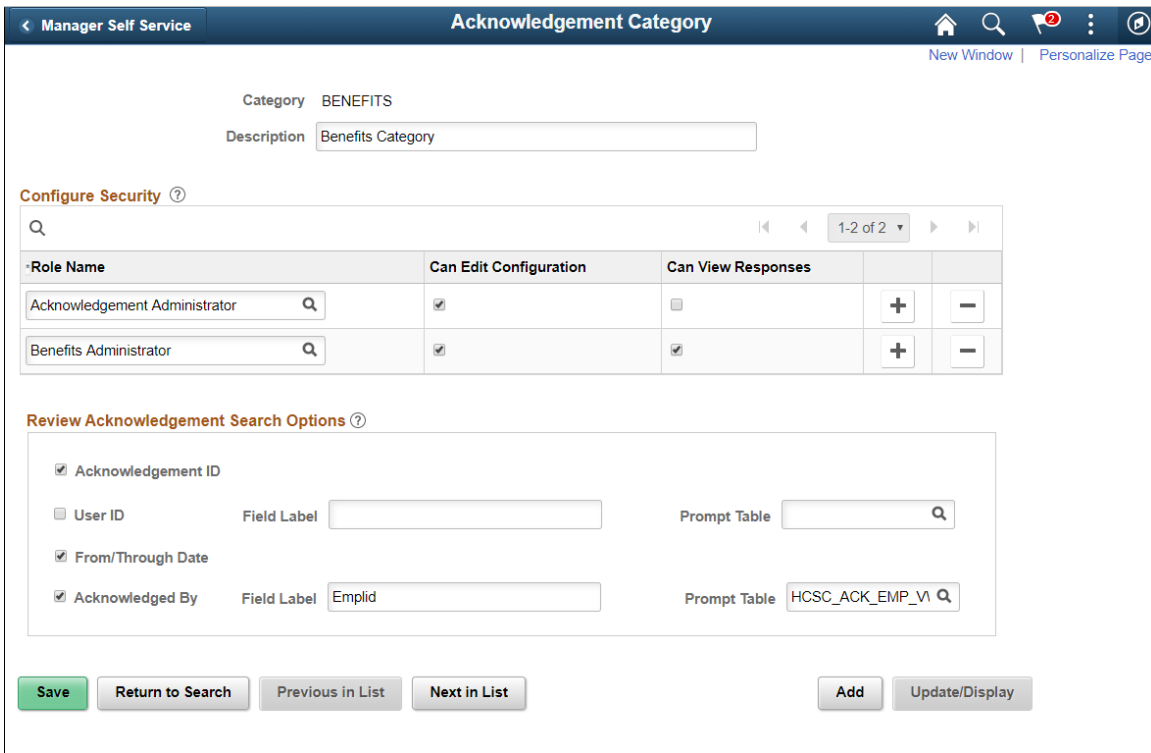 Manager Self Service
Acknowledgement Category
2
New Window | Personalize Page
Category BENEFITS
Description Benefits Category
Configure Security ?
1-2 of 2
*Role Name Can Edit Configuration Can View Responses
Acknowledgement Administrator
Benefits Administrator
Review Acknowledgement Search Options ?
Acknowledgement ID
User ID Field Label Prompt Table
From/Through Date
Acknowledged By Field Label Emplid Prompt Table HCSC_ACK_EMP_V
Save Return to Search Previous in List Next in List Add Update/Display